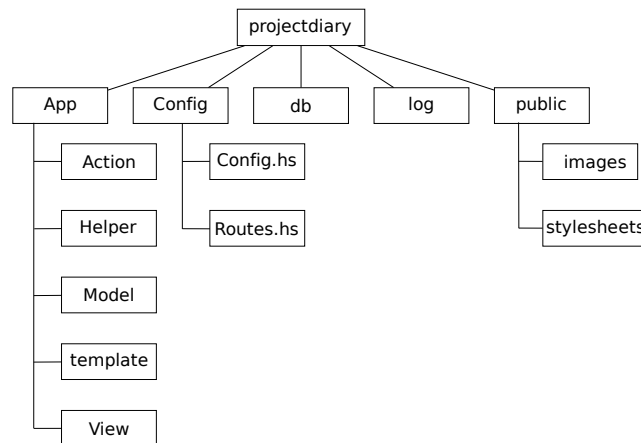 projectdiary
App
Config
db
log
public
Action
Config.hs
images
Helper
Routes.hs
stylesheets
Model
template
View